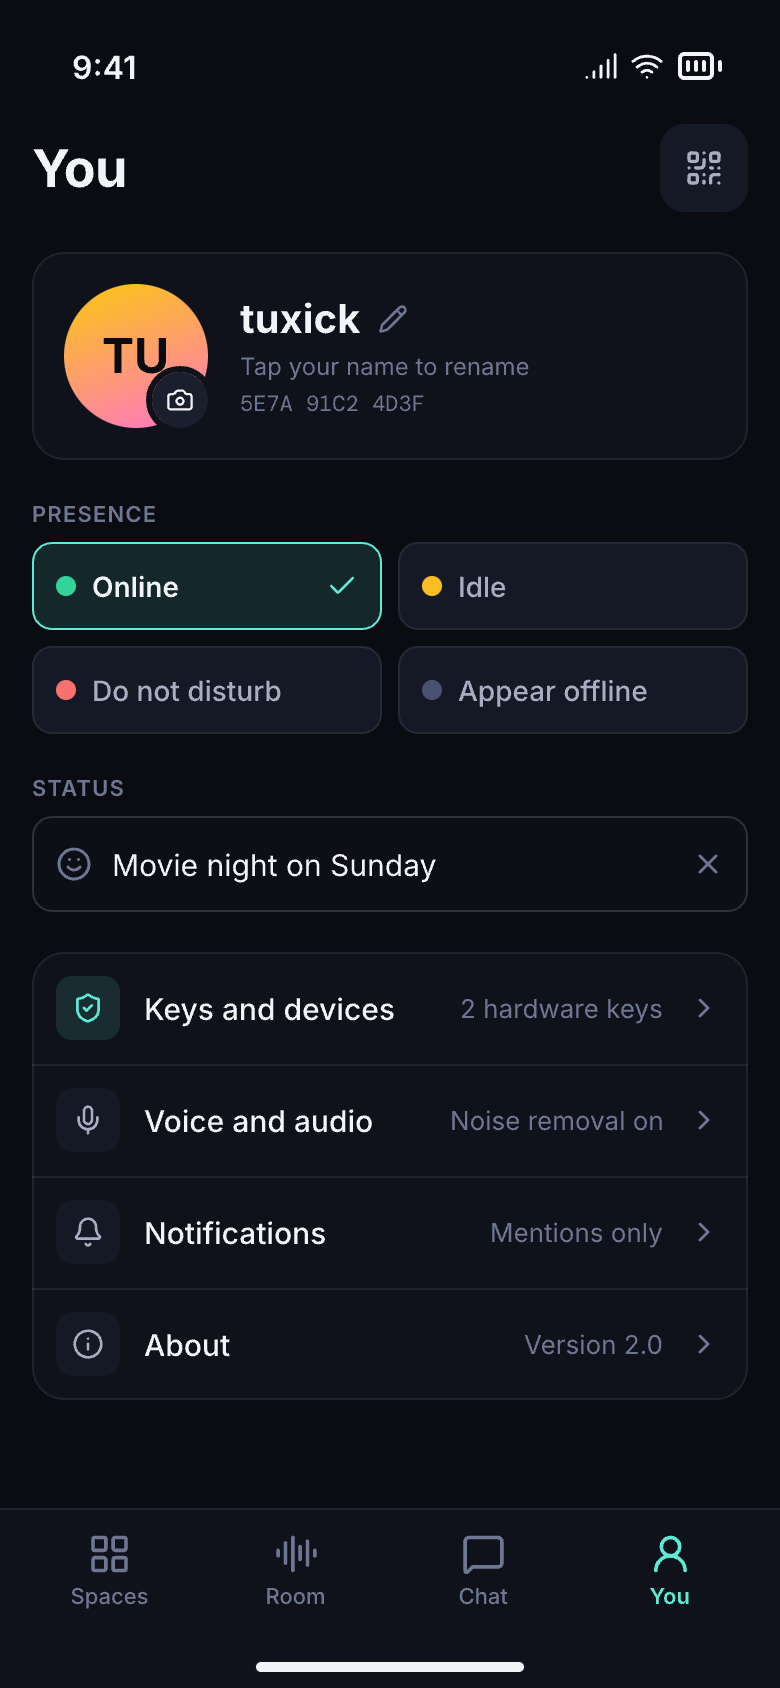 9:41
You
TU
tuxick
Tap your name to rename
5E7A 91C2 4D3F
PRESENCE
Online
Idle
Do not disturb
Appear offline
STATUS
Movie night on Sunday
Keys and devices
2 hardware keys
Voice and audio
Noise removal on
Notifications
Mentions only
About
Version 2.0
Spaces
Room
Chat
You